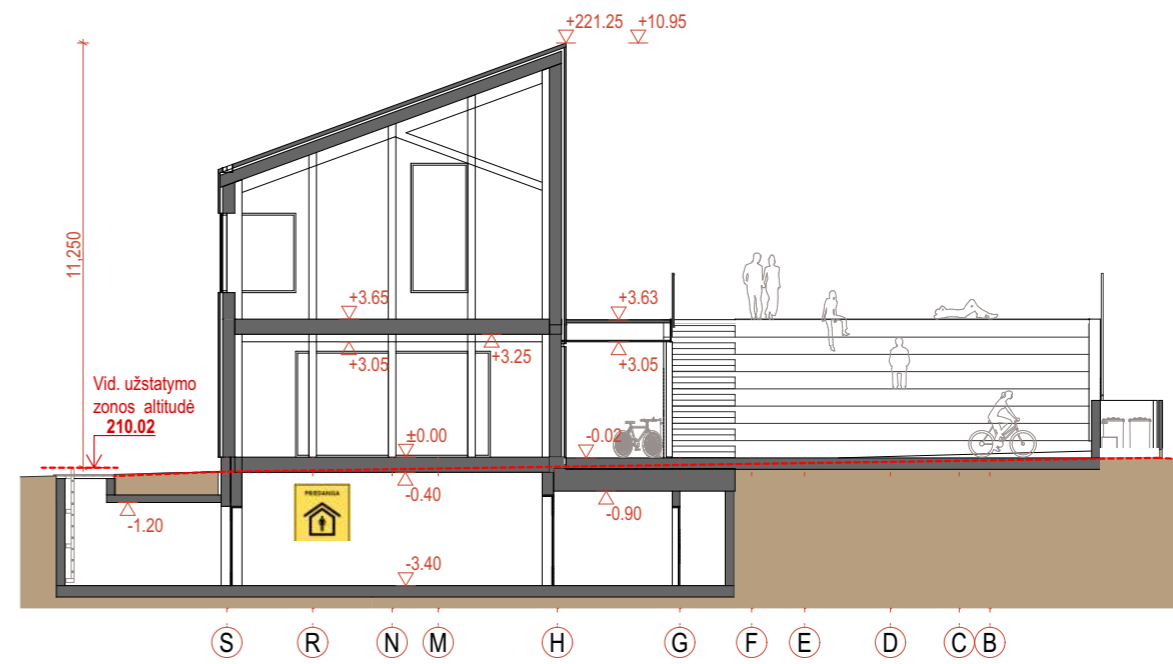 +221.25 +10.95
11,250
+3.65 +3.63
+3.05 +3.25 +3.05
Vid. užstatymo
zonos altitudė
210.02
±0.00 -0.02
-0.40
PRIEDANGA
-0.90
-1.20
-3.40
S R N M H G F E D C B